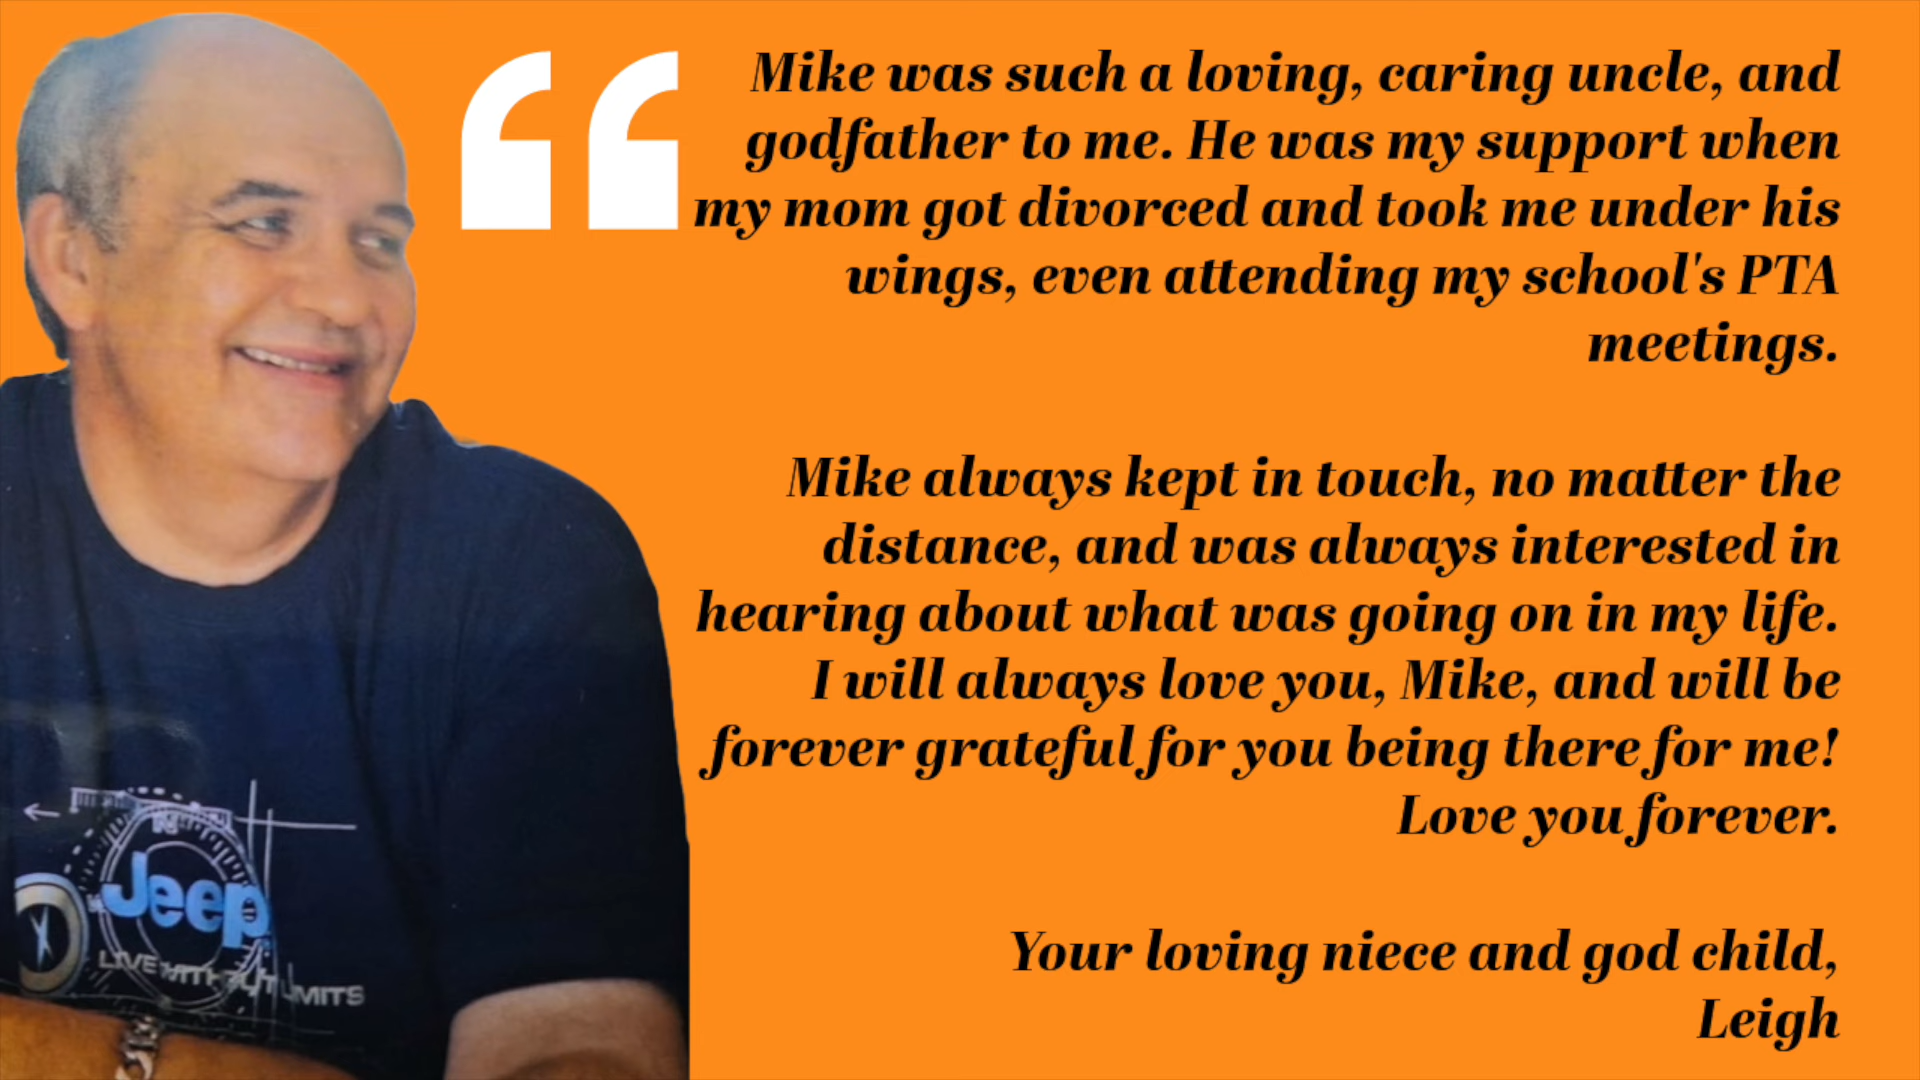 Mike was such a loving, caring uncle, and
godfather to me. He was my support when
my mom got divorced and took me under his
wings, even attending my school's PTA
meetings.
Mike always kept in touch, no matter the
distance, and was always interested in
hearing about what was going on in my life.
I will always love you, Mike, and will be
forever grateful for you being there for me!
Love you forever.
Your loving niece and god child,
Leigh
N
Jeep
LIVE WITHOUT LIMITS